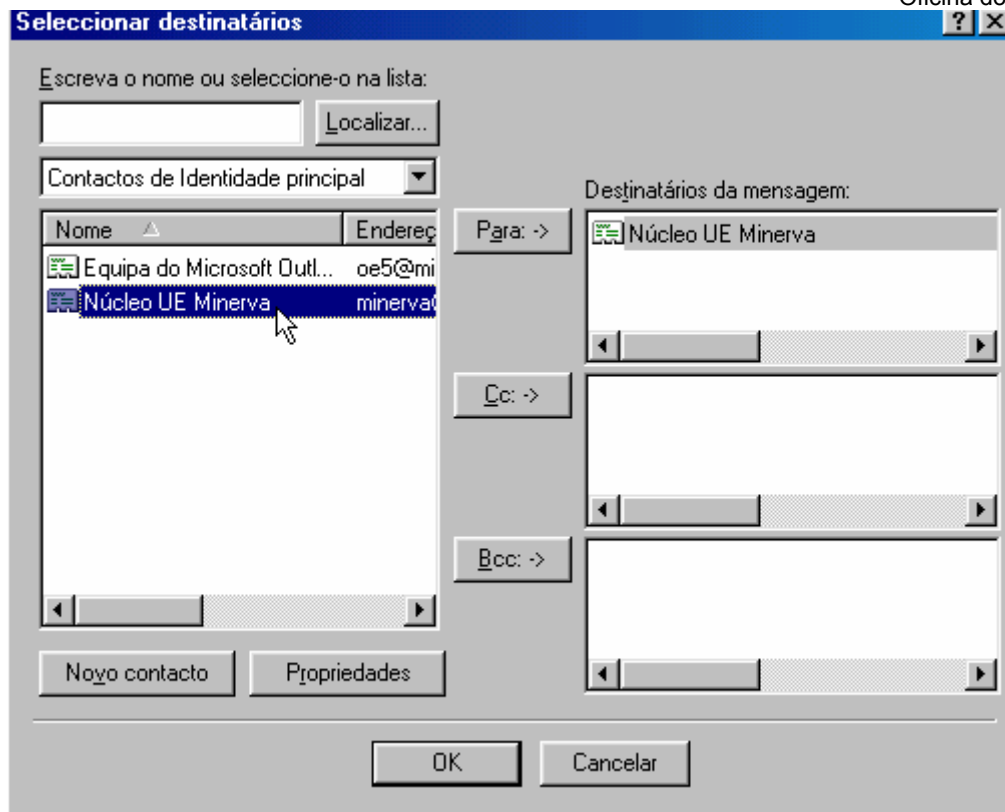 Oficina do
Seleccionar destinatários
Escreva o nome ou seleccione-o na lista:
Localizar...
Contactos de Identidade principal
Destinatários da mensagem:
Nome Endereç
Para: ->
Núcleo UE Minerva
Equipa do Microsoft Outl... oe5@mi
Núcleo UE Minerva minerva@
Cc: ->
Bcc: ->
Novo contacto
Propriedades
OK
Cancelar